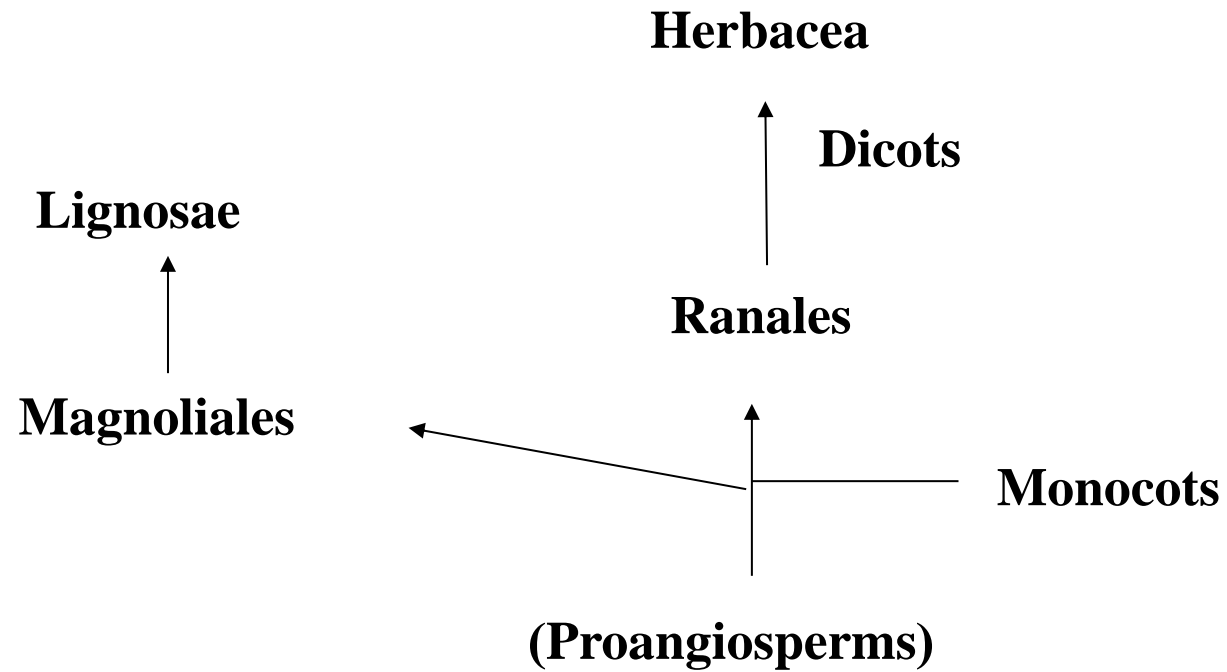 Herbacea
Dicots
Lignosae
Ranales
Magnoliales
Monocots
(Proangiosperms)